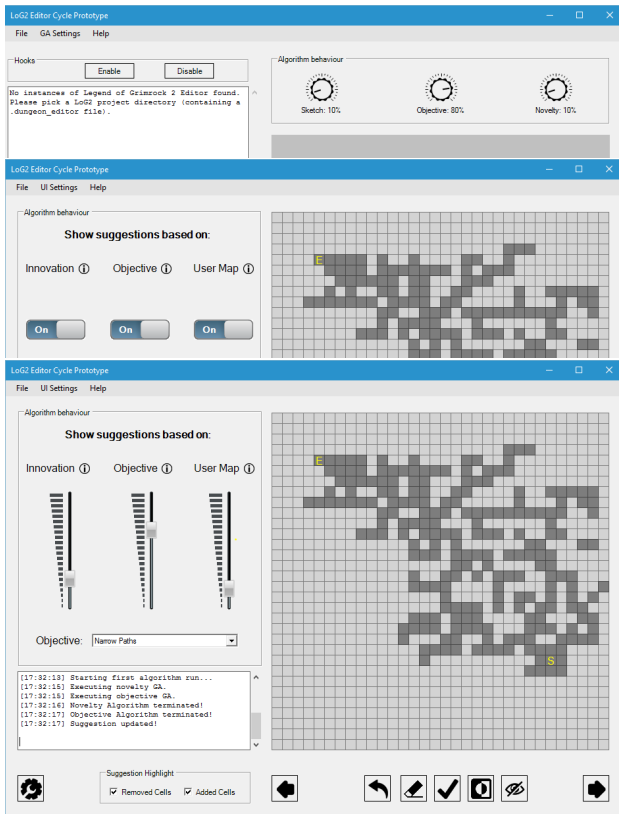 LoG2 Editor Cycle Prototype
File GA Settings Help
Hooks
Enable Disable
No instances of Legend of Grimrock 2 Editor found.
Please pick a LoG2 project directory (containing a
.dungeon_editor file).
Algorithm behaviour
Sketch: 10% Objective: 80% Novelty: 10%
LoG2 Editor Cycle Prototype
File UI Settings Help
Algorithm behaviour
Show suggestions based on:
Innovation Objective User Map
On On On
E
LoG2 Editor Cycle Prototype
File UI Settings Help
Algorithm behaviour
Show suggestions based on:
Innovation Objective User Map
Objective: Narrow Paths
[17:32:13] Starting first algorithm run...
[17:32:15] Executing novelty GA.
[17:32:15] Executing objective GA.
[17:32:16] Novelty Algorithm terminated!
[17:32:17] Objective Algorithm terminated!
[17:32:17] Suggestion updated!
E
S
Suggestion Highlight
Removed Cells Added Cells